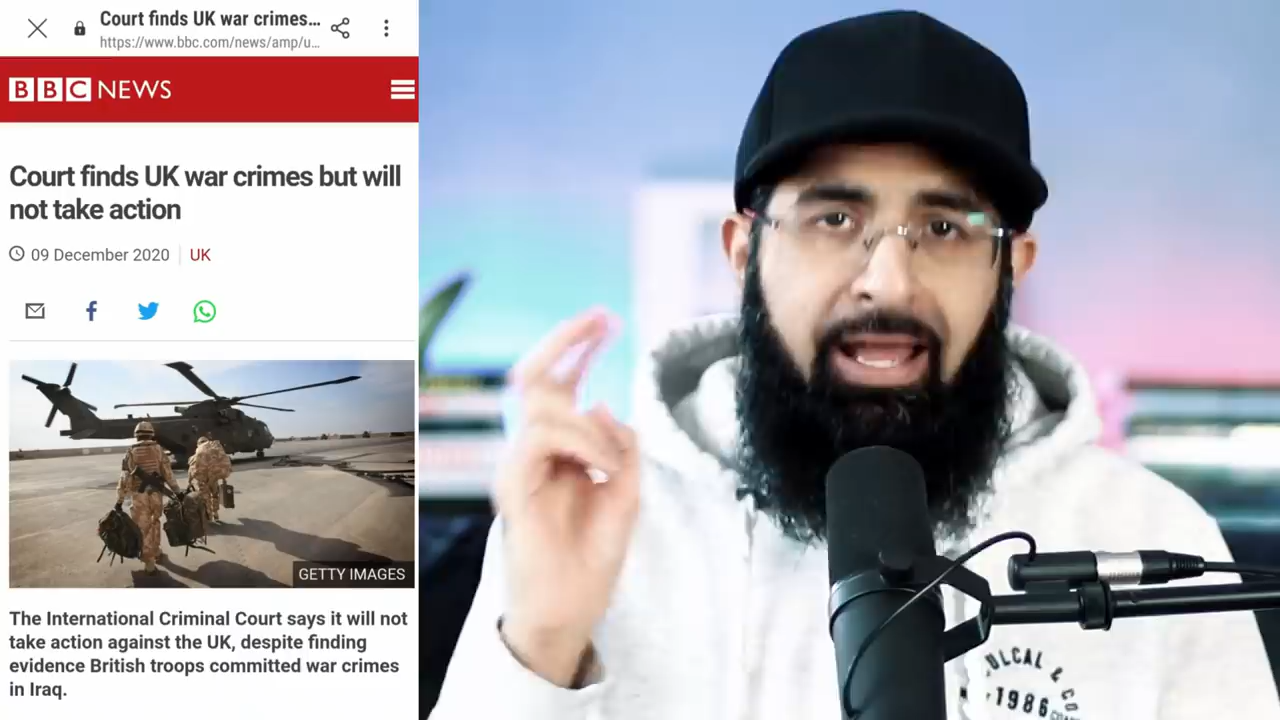 Court finds UK war crimes...
https://www.bbc.com/news/amp/u...
BBC NEWS
Court finds UK war crimes but will
not take action
09 December 2020
UK
GETTY IMAGES
The International Criminal Court says it will not
take action against the UK, despite finding
evidence British troops committed war crimes
in Iraq.
ULCAL & CO
1986